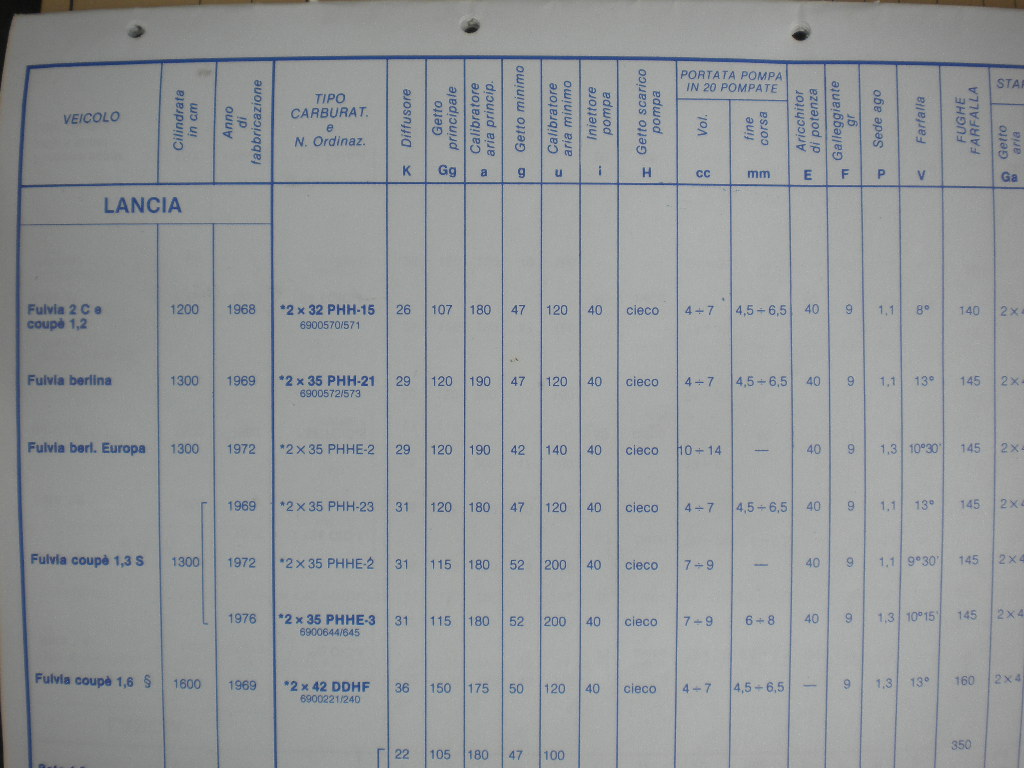 VEICOLO Cilindrata in cm Anno di fabbricazione TIPO CARBURAT. e N. Ordinaz. Diffusore K Getto principale Gg Calibratore aria princip. a Getto minimo g Calibratore aria minimo u Iniettore pompa i Getto scarico pompa H PORTATA POMPA IN 20 POMPATE Vol. cc fine corsa mm Aricchitor di potenza E Galleggiante gr F Sede ago P Farfalla V FUGHE FARFALLA Getto aria Ga
LANCIA
Fulvia 2 C e coupè 1,2 1200 1968 *2 × 32 PHH-15 26 107 180 47 120 40 cieco 4÷7 4,5÷6,5 40 9 1,1 8° 140
6900570/571
Fulvia berlina 1300 1969 *2 × 35 PHH-21 29 120 190 47 120 40 cieco 4÷7 4,5÷6,5 40 9 1,1 13° 145
6900572/573
Fulvia berl. Europa 1300 1972 *2 × 35 PHHE-2 29 120 190 42 140 40 cieco 10÷14 — 40 9 1,3 10°30' 145
1969 *2 × 35 PHH-23 31 120 180 47 120 40 cieco 4÷7 4,5÷6,5 40 9 1,1 13° 145
Fulvia coupè 1,3 S 1300 1972 *2 × 35 PHHE-2 31 115 180 52 200 40 cieco 7÷9 — 40 9 1,1 9°30' 145
1976 *2 × 35 PHHE-3 31 115 180 52 200 40 cieco 7÷9 6÷8 40 9 1,3 10°15' 145
6900644/645
Fulvia coupè 1,6 § 1600 1969 *2 × 42 DDHF 36 150 175 50 120 40 cieco 4÷7 4,5÷6,5 — 9 1,3 13° 160
6900221/240
22 105 180 47 100 350